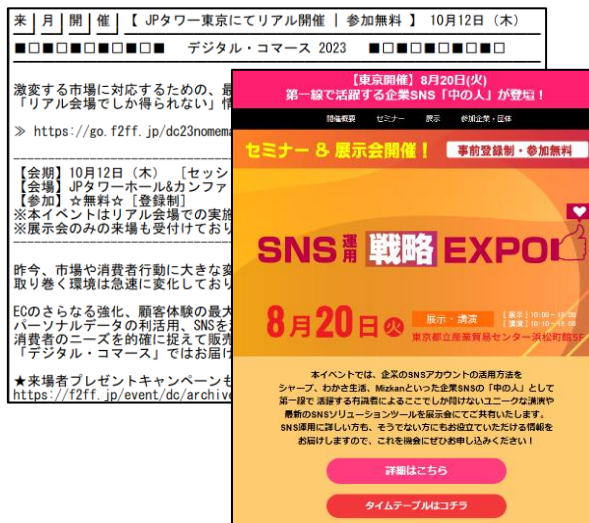 来│月│開│催│【 JPタワー東京にてリアル開催 | 参加無料 】 10月12日(木)
■□■□■□■□■ デジタル・コマース 2023 ■□■□■□■□
激変する市場に対応するための、最
「リアル会場でしか得られない」情
≫ https://go.f2ff.jp/dc23nomema
【会期】10月12日(木) [セッシ
【会場】JPタワーホール&カンファ
【参加】☆無料☆[登録制]
※本イベントはリアル会場での実施
※展示会のみの来場も受付けており
昨今、市場や消費者行動に大きな変
取り巻く環境は急速に変化しており
ECのさらなる強化、顧客体験の最大
パーソナルデータの利活用、SNSを
消費者のニーズを的確に捉えて販売
「デジタル・コマース」ではお届け
★来場者プレゼントキャンペーンも
https://f2ff.jp/event/dc/archive
【東京開催】8月20日(火)
第一線で活躍する企業SNS「中の人」が登壇!
開催概要 セミナー 展示 参加企業・団体
セミナー & 展示会開催! 事前登録制・参加無料
SNS運用 戦略 EXPO
8月20日火 展示・講演
東京都立産業貿易センター浜松町館5F
本イベントでは、企業のSNSアカウントの活用方法を
シャープ、わかさ生活、Mizkanといった企業SNSの「中の人」として
第一線で活躍する有識者によるここでしか聞けないユニークな講演や
最新のSNSソリューションツールを展示会にてご共有いたします。
SNS運用に詳しい方も、そうでない方にもお役立ていただける情報を
お届けしますので、これを機会にぜひお申し込みください!
詳細はこちら
タイムテーブルはコチラ